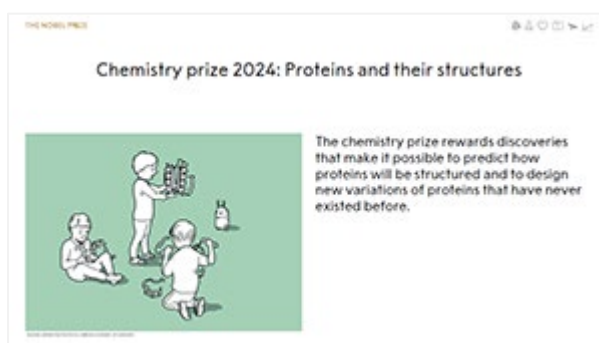 THE NOBEL PRIZE
Chemistry prize 2024: Proteins and their structures
The chemistry prize rewards discoveries
that make it possible to predict how
proteins will be structured and to design
new variations of proteins that have never
existed before.